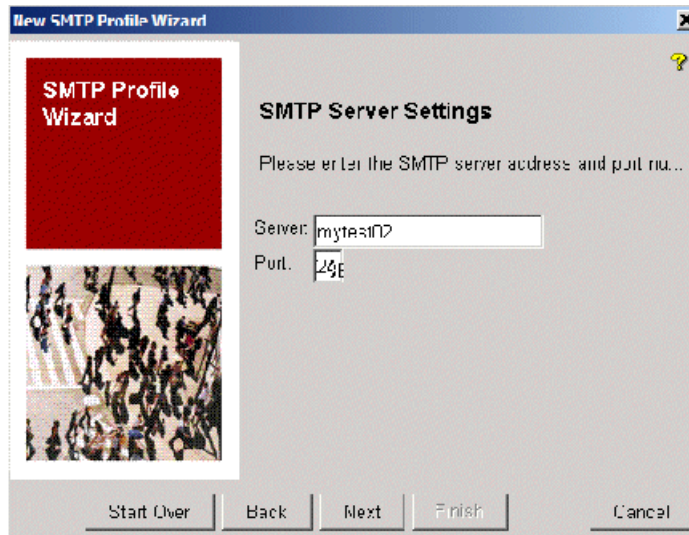 New SMTP Profile Wizard
SMTP Profile
Wizard
SMTP Server Settings
Please enter the SMTP server address and port nu...
Server: mytest02
Port:
Start Over Back Next Finish Cancel